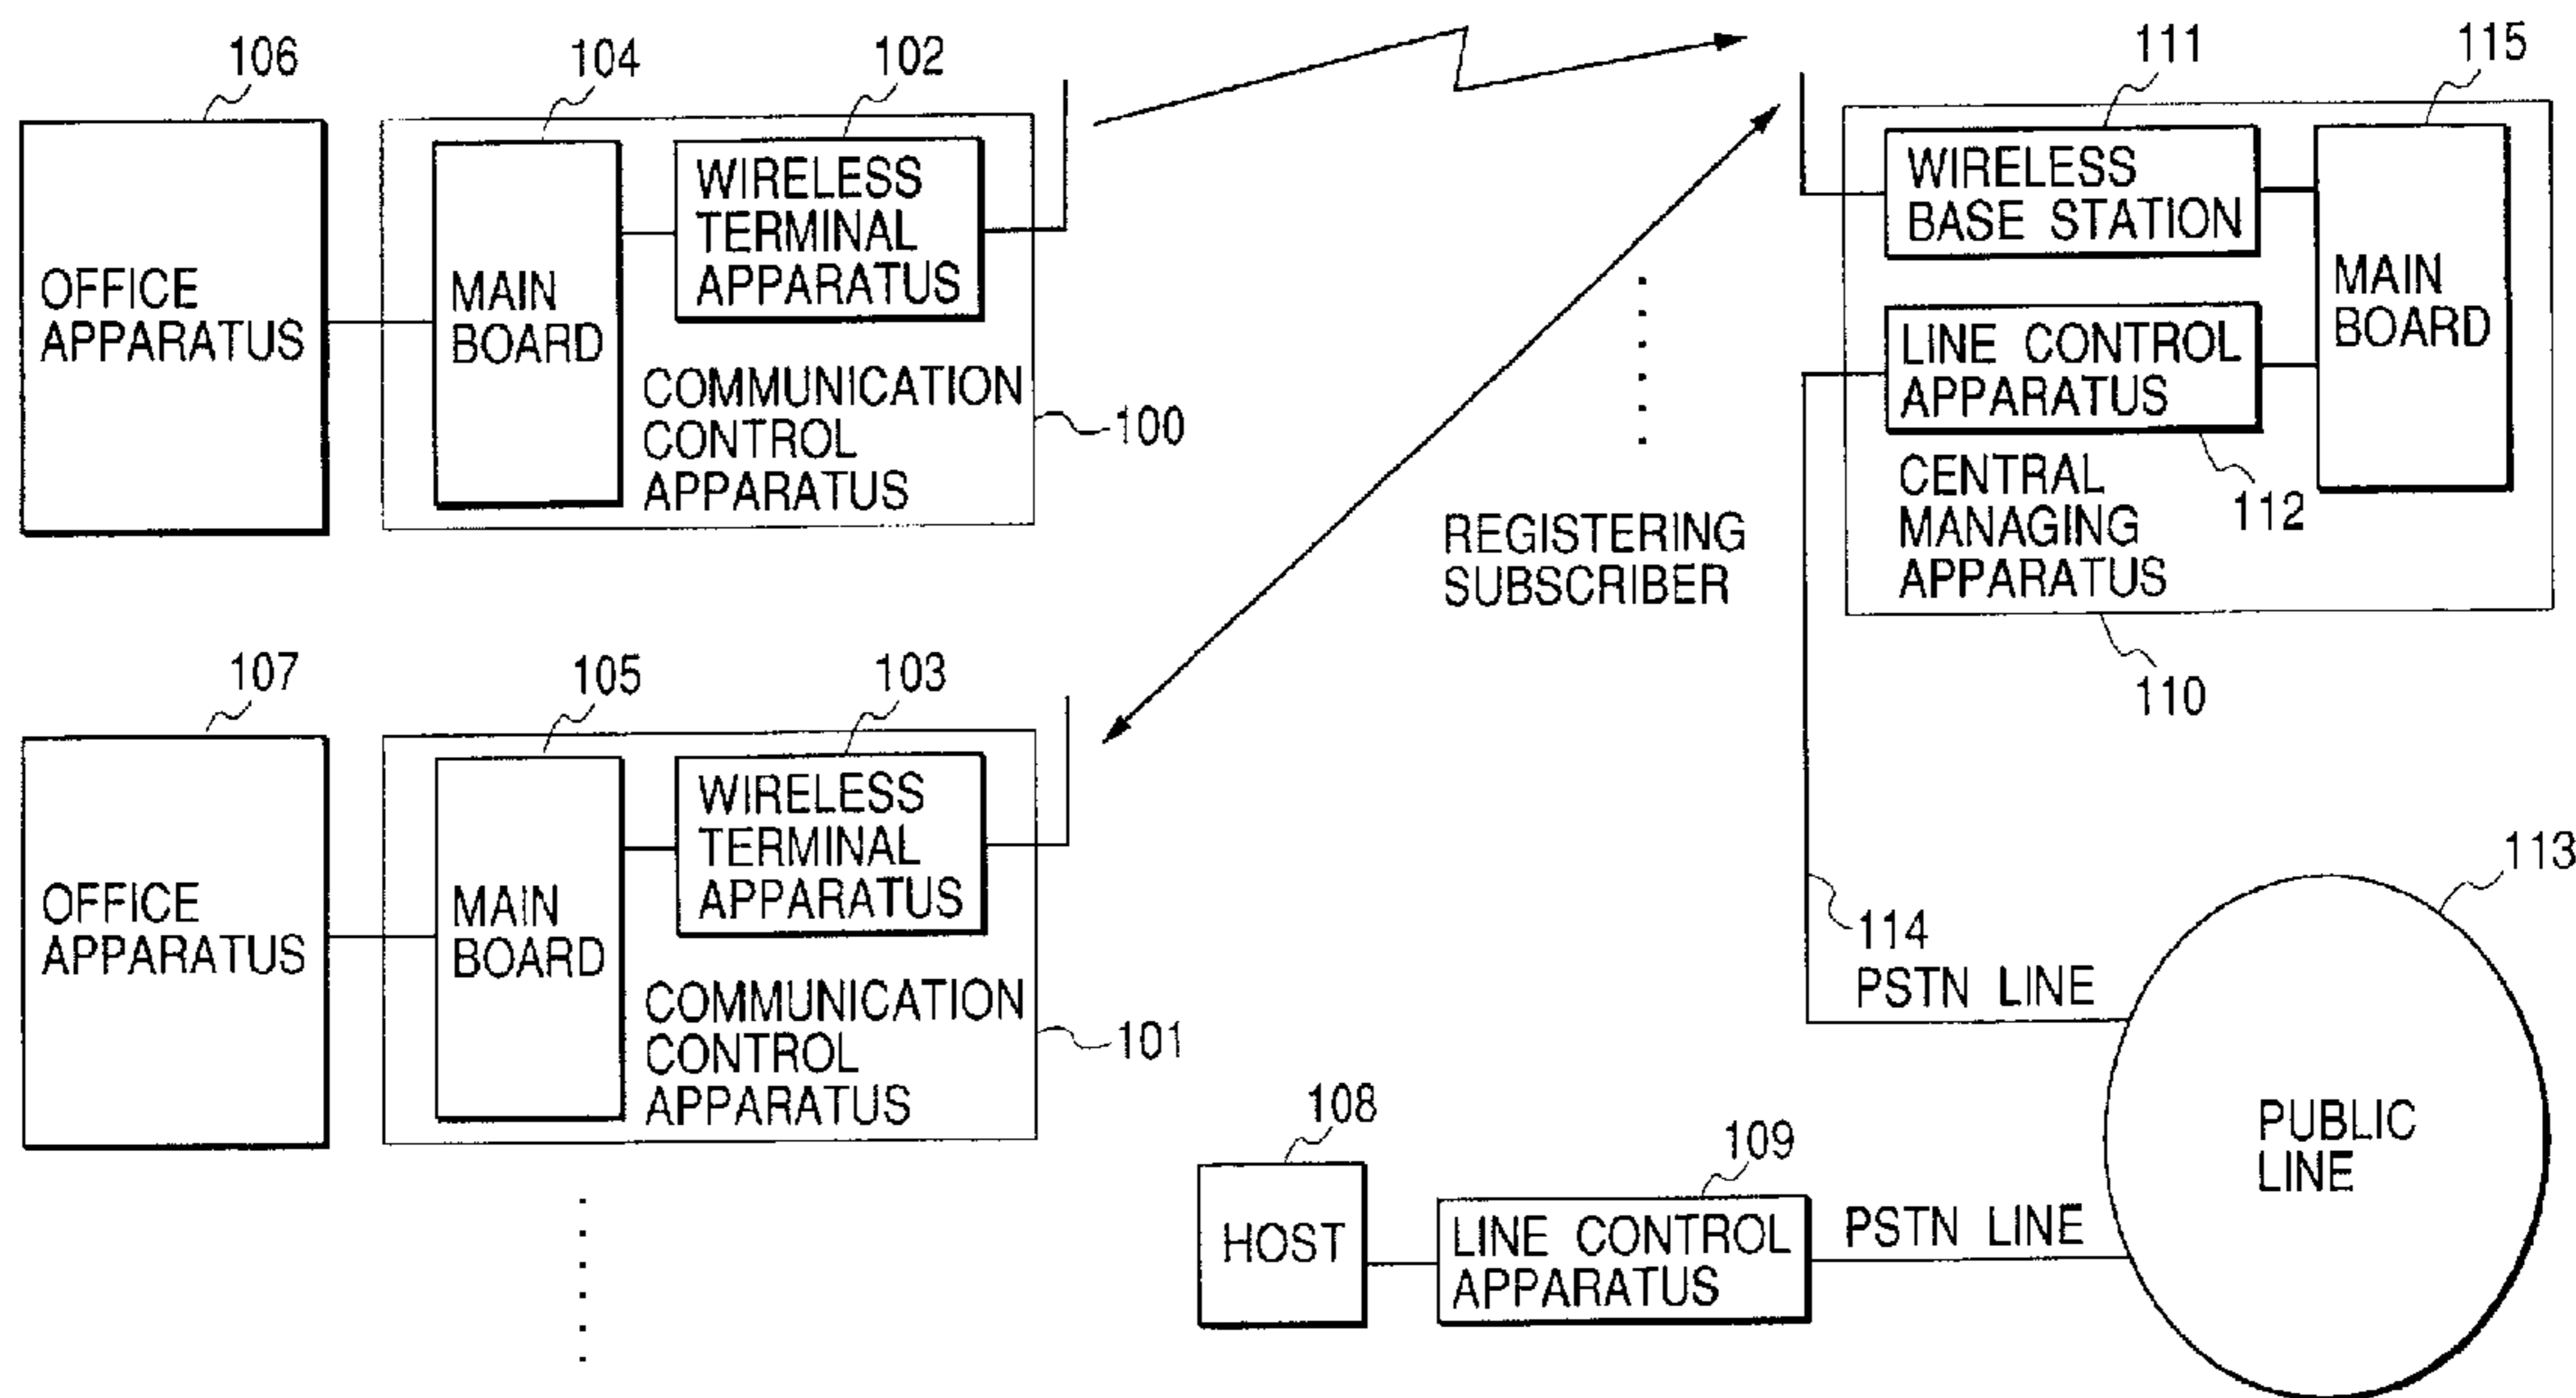 106
104
102
111
115
OFFICE
APPARATUS
MAIN
BOARD
WIRELESS
TERMINAL
APPARATUS
COMMUNICATION
CONTROL
APPARATUS
100
WIRELESS
BASE STATION
LINE CONTROL
APPARATUS
MAIN
BOARD
CENTRAL
MANAGING
APPARATUS
112
110
REGISTERING
SUBSCRIBER
107
105
103
OFFICE
APPARATUS
MAIN
BOARD
WIRELESS
TERMINAL
APPARATUS
COMMUNICATION
CONTROL
APPARATUS
101
113
114
PSTN LINE
PUBLIC
LINE
108
109
HOST
LINE CONTROL
APPARATUS
PSTN LINE